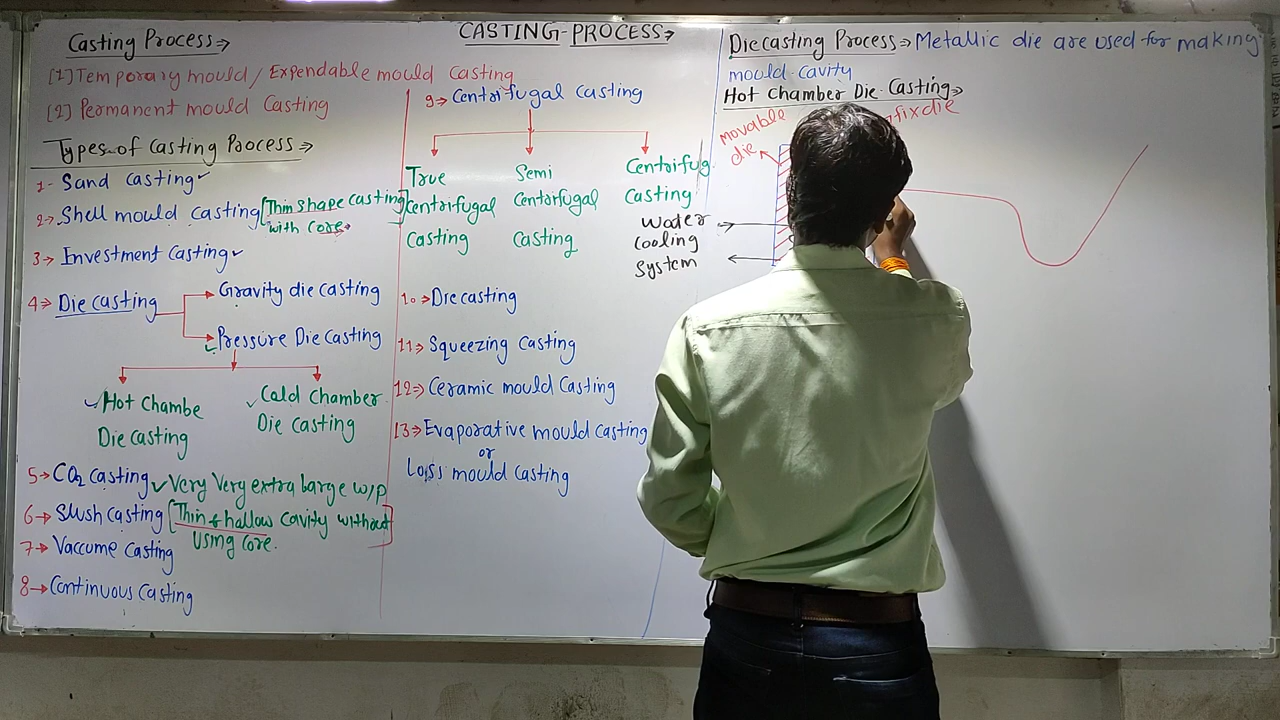 CASTING-PROCESS→
Casting Process→
[1] Temporary mould/Expendable mould Casting
[2] Permanent mould Casting
Types of Casting Process→
1- Sand Casting✓
2→ Shell mould casting [Thin shape casting
with core→]
3→ Investment Casting✓
4→ Die casting
Gravity die casting
✓Pressure Die casting
✓Hot Chambe
Die casting
✓Cold chamber
Die casting
5→ CO2 casting✓Very Very extra Large w/p
6→ Slush casting [Thin & hallow Cavity without
Using core.]
7→ Vaccume Casting
8→ Continuous Casting
9→ Centrifugal Casting
True
Centrifugal
Casting
Semi
Centrifugal
Casting
Centrifug
Casting
10→ Die casting
11→ Squeezing Casting
12→ Ceramic mould Casting
13→ Evaporative mould Casting
or
Loss mould Casting
Diecasting Process→Metallic die are used for making
mould cavity
Hot Chamber Die Casting→
movable
die
fix die
Water
Cooling
System